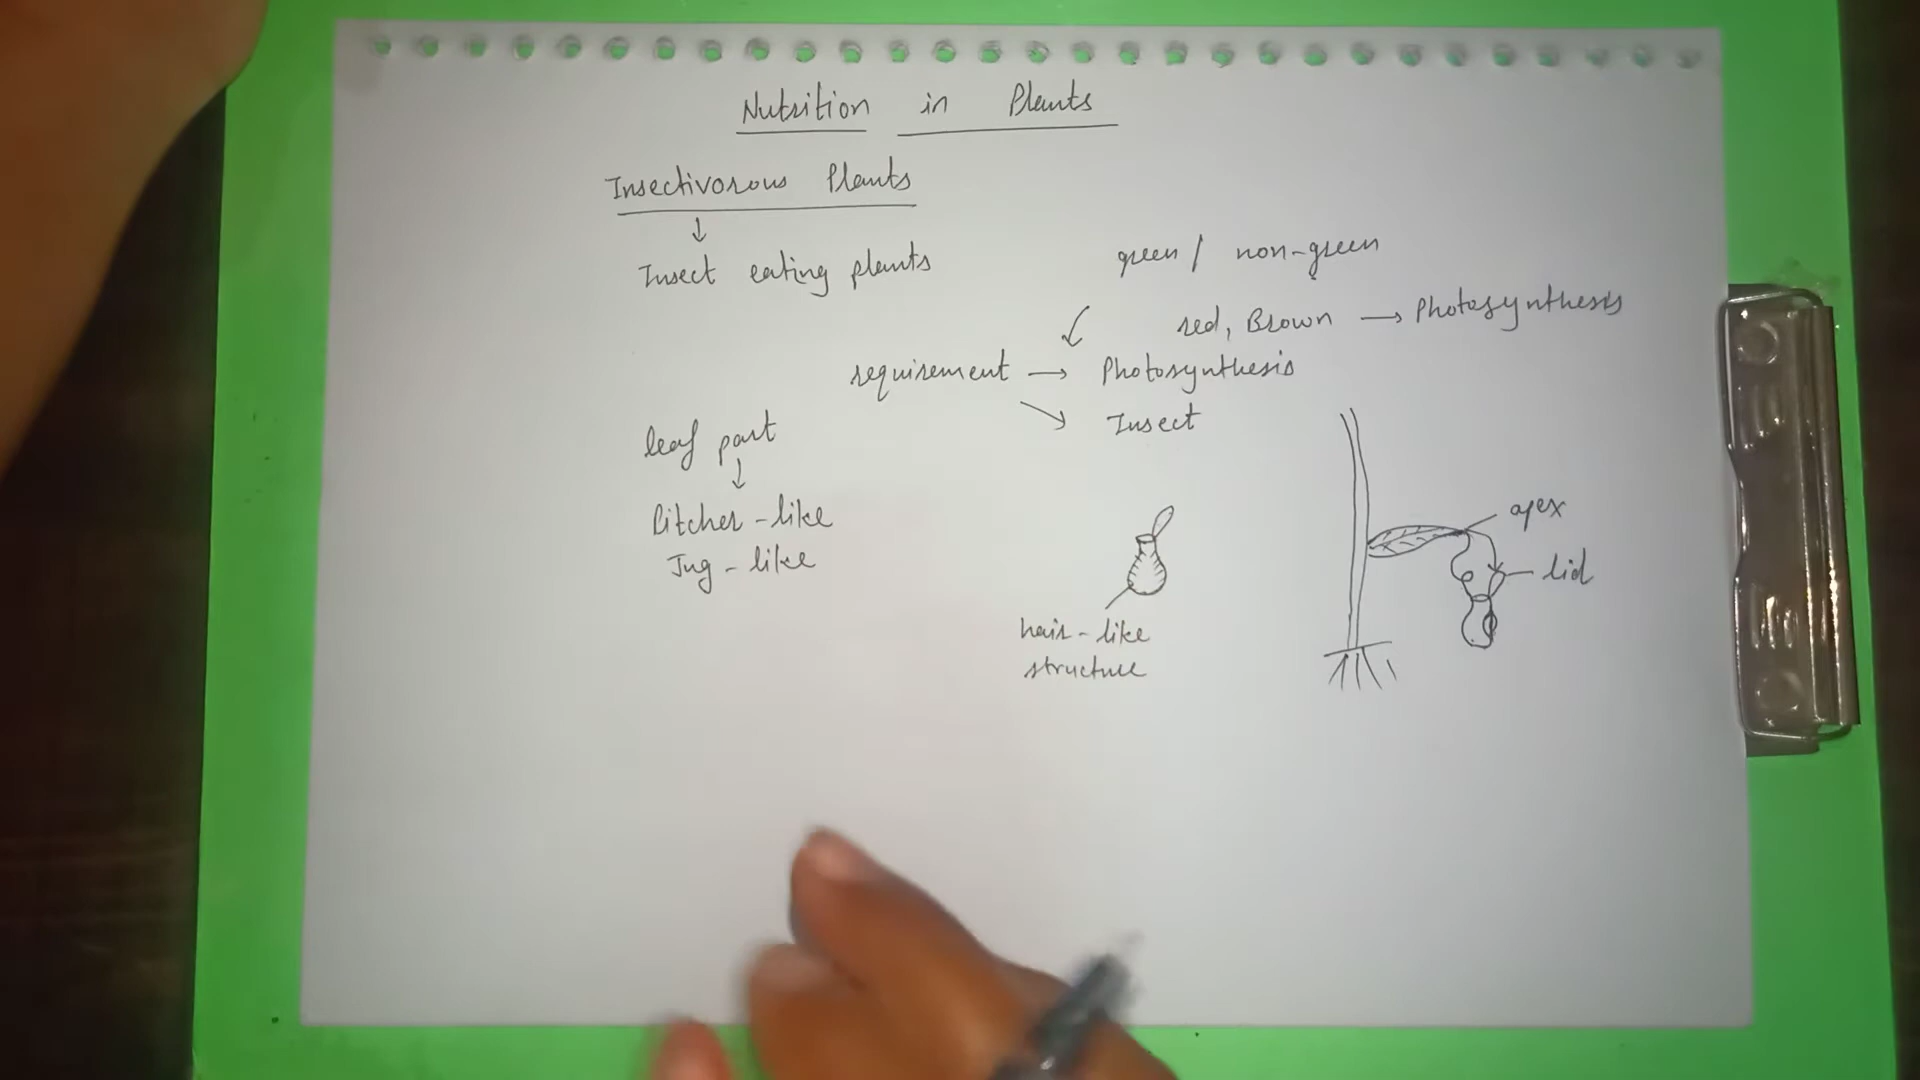 Nutrition in Plants
Insectivorous Plants
↓
Insect eating plants
green / non-green
red, Brown → Photosynthesis
requirement → Photosynthesis
Insect
leaf part
↓
Pitcher-like
Jug-like
hair-like
structure
apex
lid